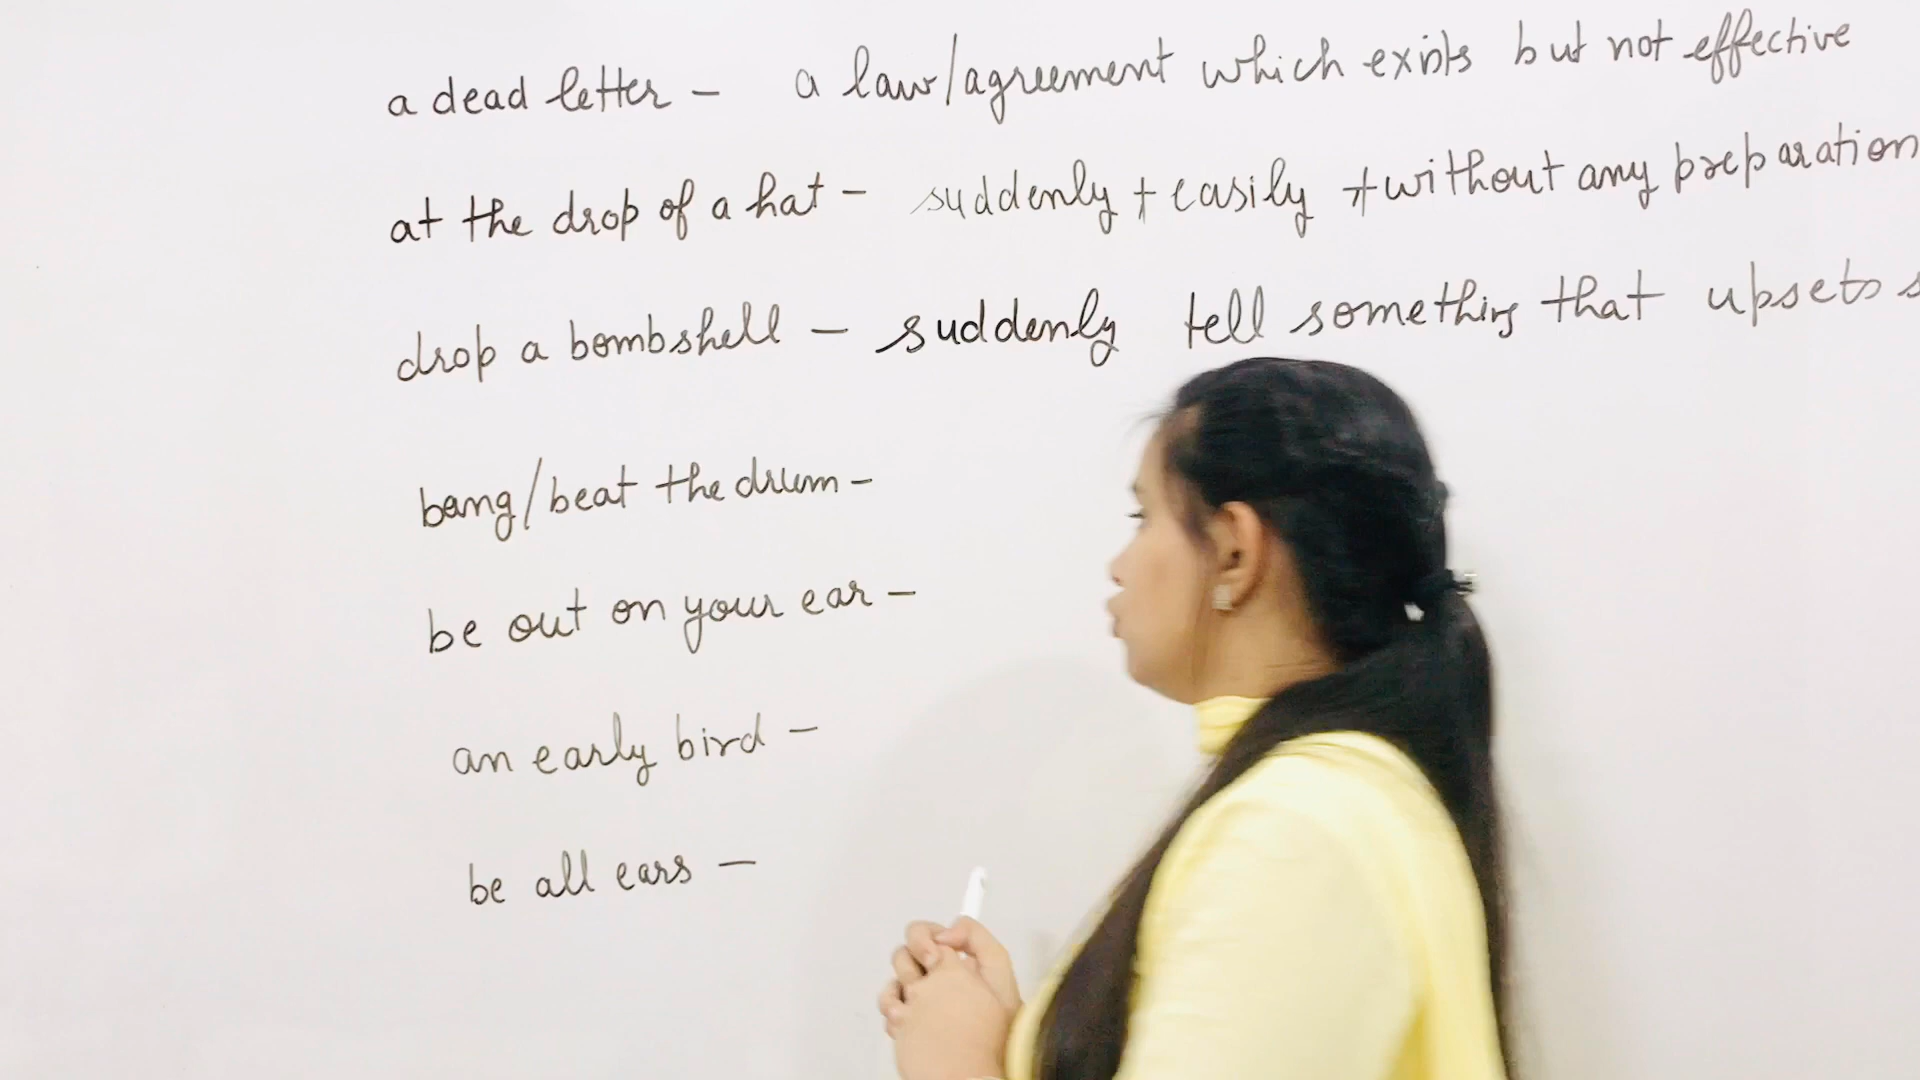 a dead letter - a law/agreement which exists but not effective
at the drop of a hat - suddenly + easily + without any preparation
drop a bombshell - suddenly tell something that upsets
bang/beat the drum -
be out on your ear -
an early bird -
be all ears -